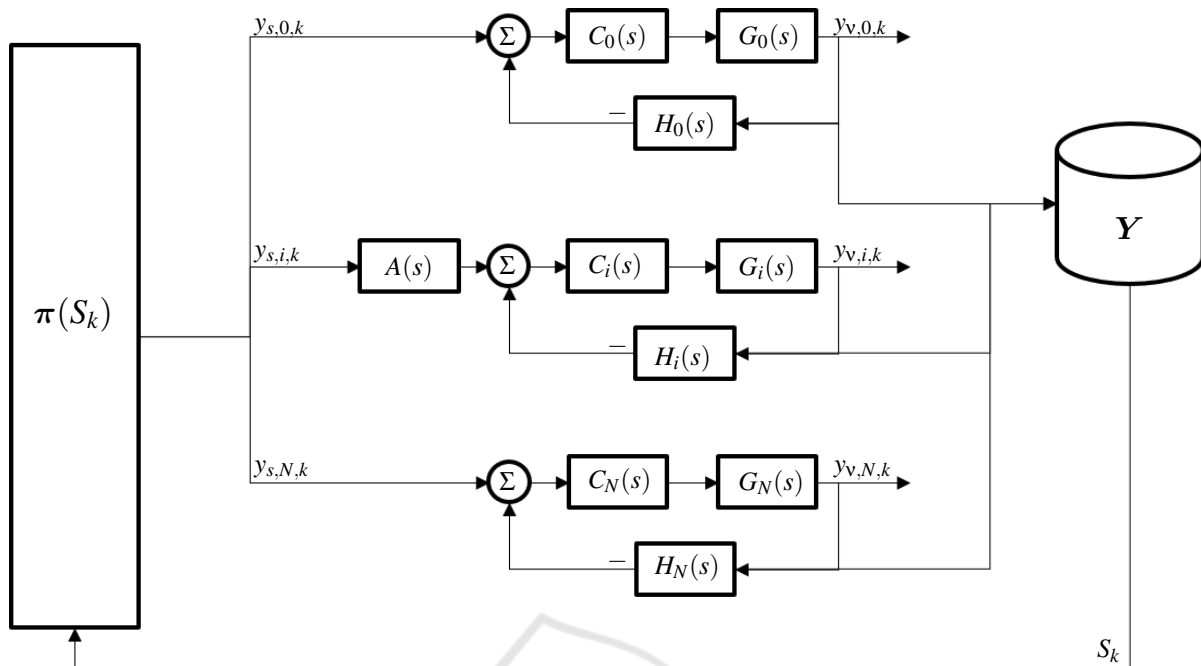 y_{s,0,k} Σ C_0(s) G_0(s) y_{ν,0,k}
− H_0(s)
Y
y_{s,i,k} A(s) Σ C_i(s) G_i(s) y_{ν,i,k}
π(S_k)
− H_i(s)
y_{s,N,k} Σ C_N(s) G_N(s) y_{ν,N,k}
− H_N(s)
S_k